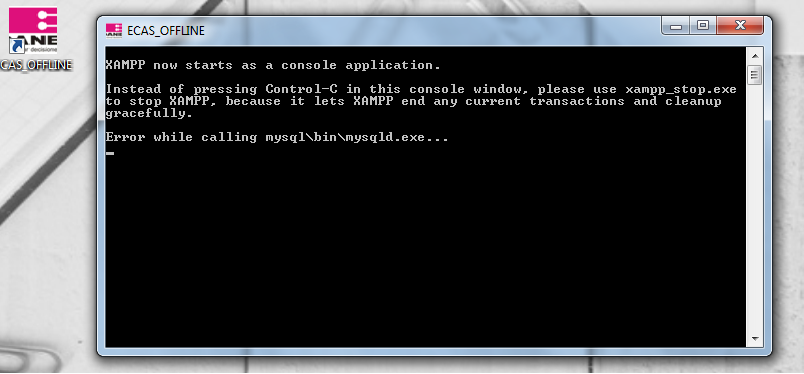 ANE
CAS_OFFLINE
ECAS_OFFLINE
XAMPP now starts as a console application.
Instead of pressing Control-C in this console window, please use xampp_stop.exe
to stop XAMPP, because it lets XAMPP end any current transactions and cleanup
gracefully.
Error while calling mysql\bin\mysqld.exe...